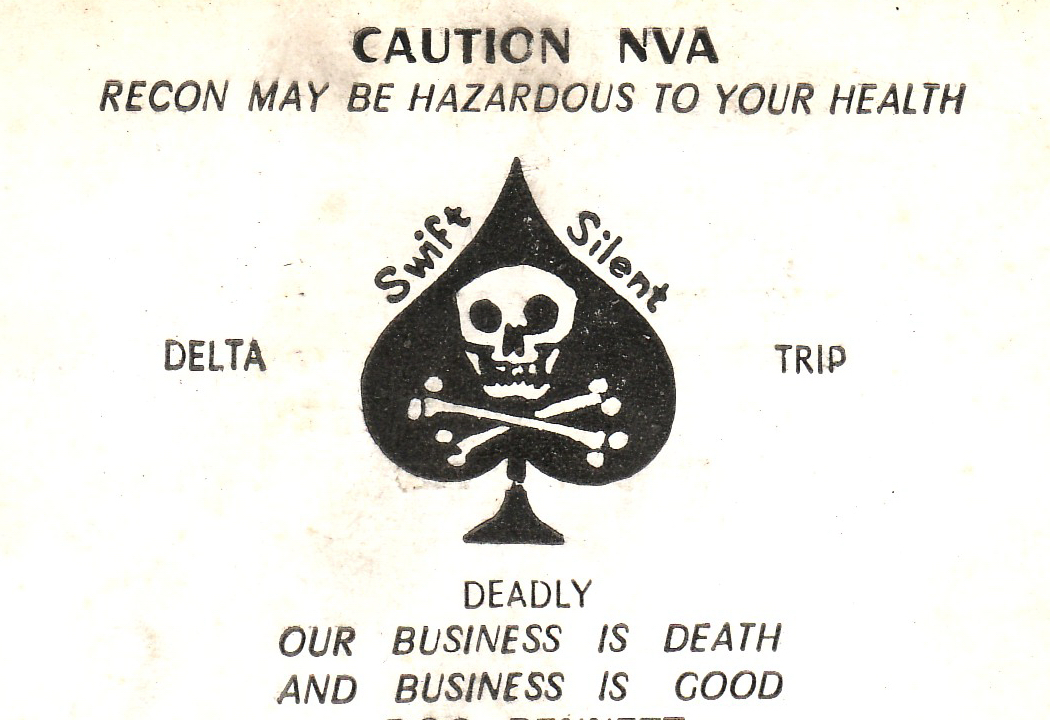 CAUTION NVA
RECON MAY BE HAZARDOUS TO YOUR HEALTH
Swift Silent
DELTA TRIP
DEADLY
OUR BUSINESS IS DEATH
AND BUSINESS IS GOOD